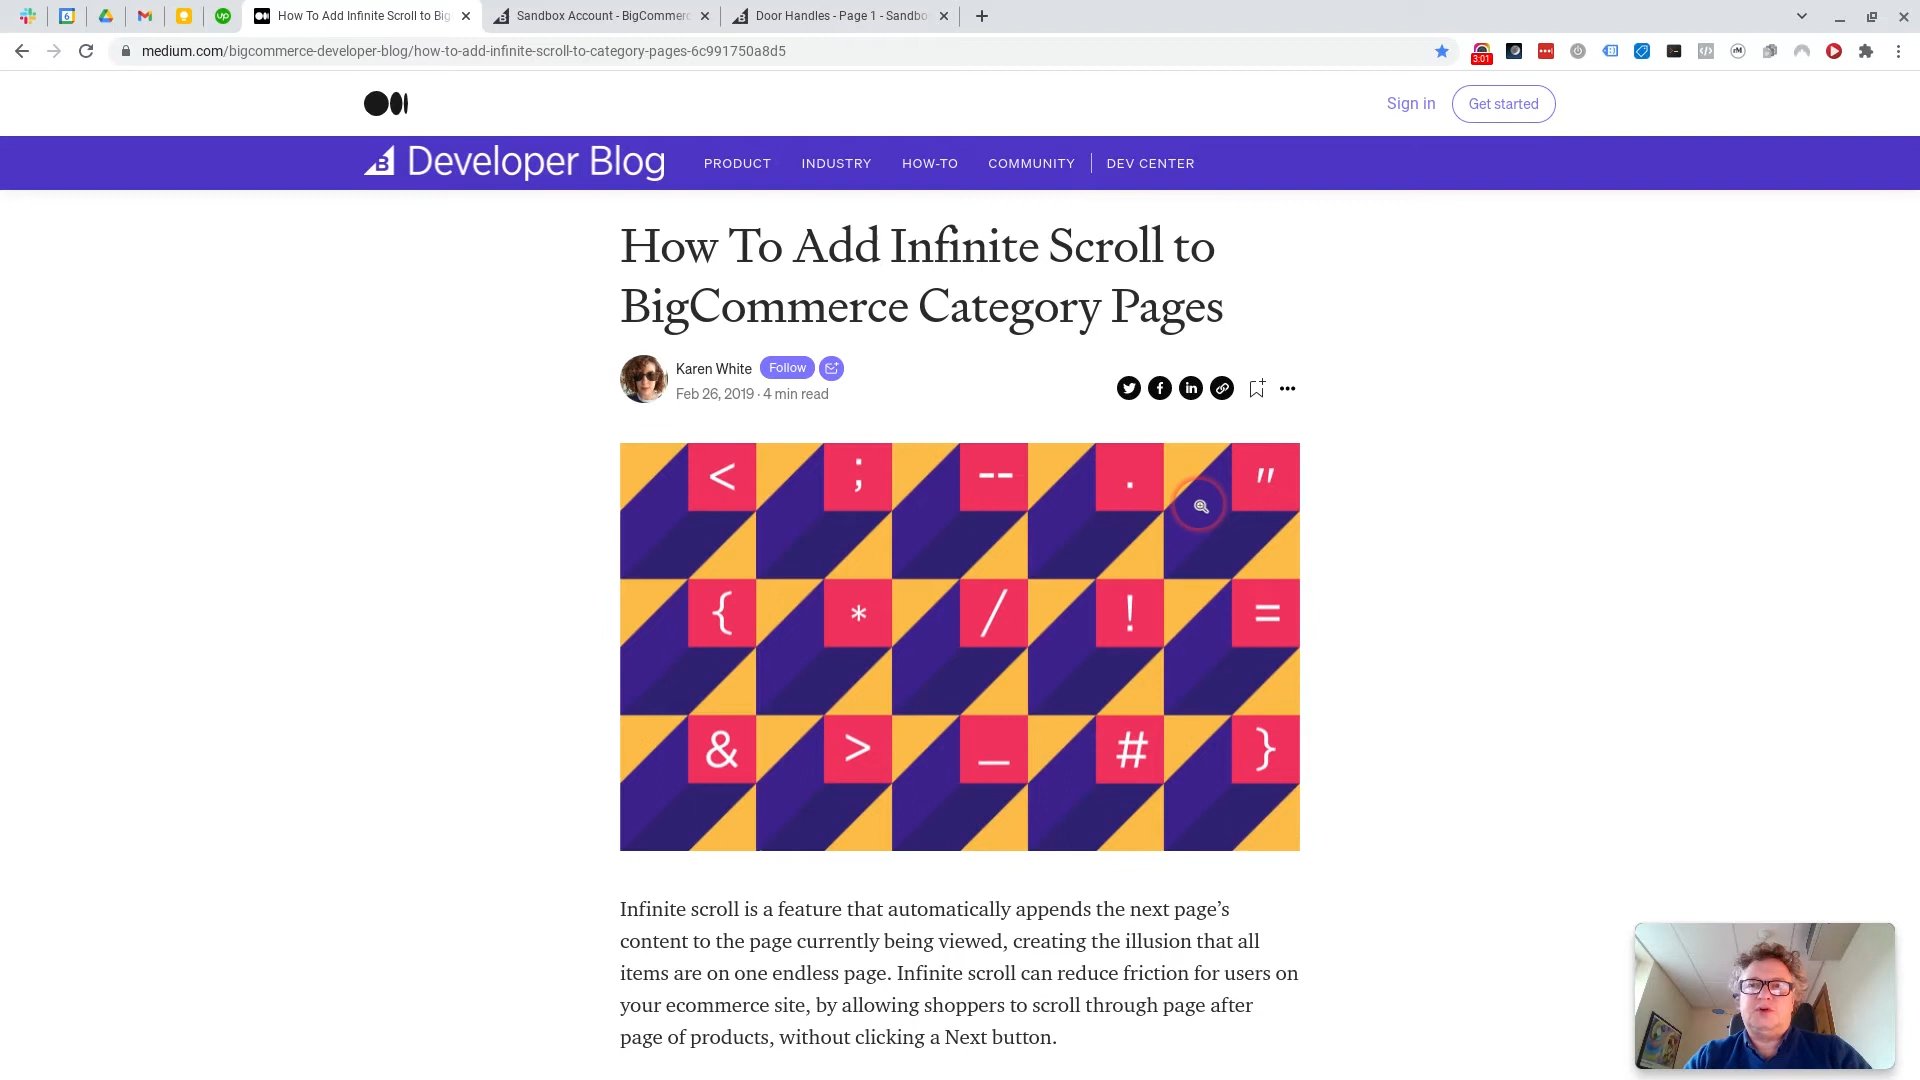 How To Add Infinite Scroll to Big
Sandbox Account - BigCommerc
Door Handles - Page 1 - Sandbo
medium.com/bigcommerce-developer-blog/how-to-add-infinite-scroll-to-category-pages-6c991750a8d5
3:01
Sign in
Get started
B Developer Blog
PRODUCT
INDUSTRY
HOW-TO
COMMUNITY
DEV CENTER
How To Add Infinite Scroll to
BigCommerce Category Pages
Karen White
Follow
Feb 26, 2019 · 4 min read
< ; -- . "
{ * / ! =
& > _ # }
Infinite scroll is a feature that automatically appends the next page’s
content to the page currently being viewed, creating the illusion that all
items are on one endless page. Infinite scroll can reduce friction for users on
your ecommerce site, by allowing shoppers to scroll through page after
page of products, without clicking a Next button.